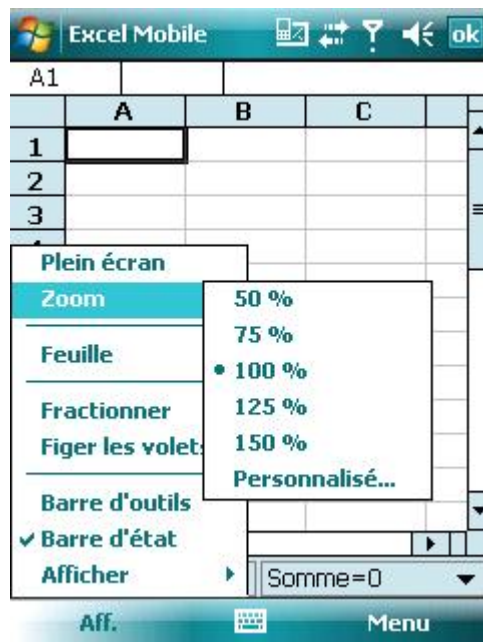 Excel Mobile ok
A1
A B C
1
2
3
Plein écran
Zoom
Feuille
Fractionner
Figer les volets
Barre d'outils
Barre d'état
Afficher
50 %
75 %
100 %
125 %
150 %
Personnalisé...
Somme=0
Aff. Menu